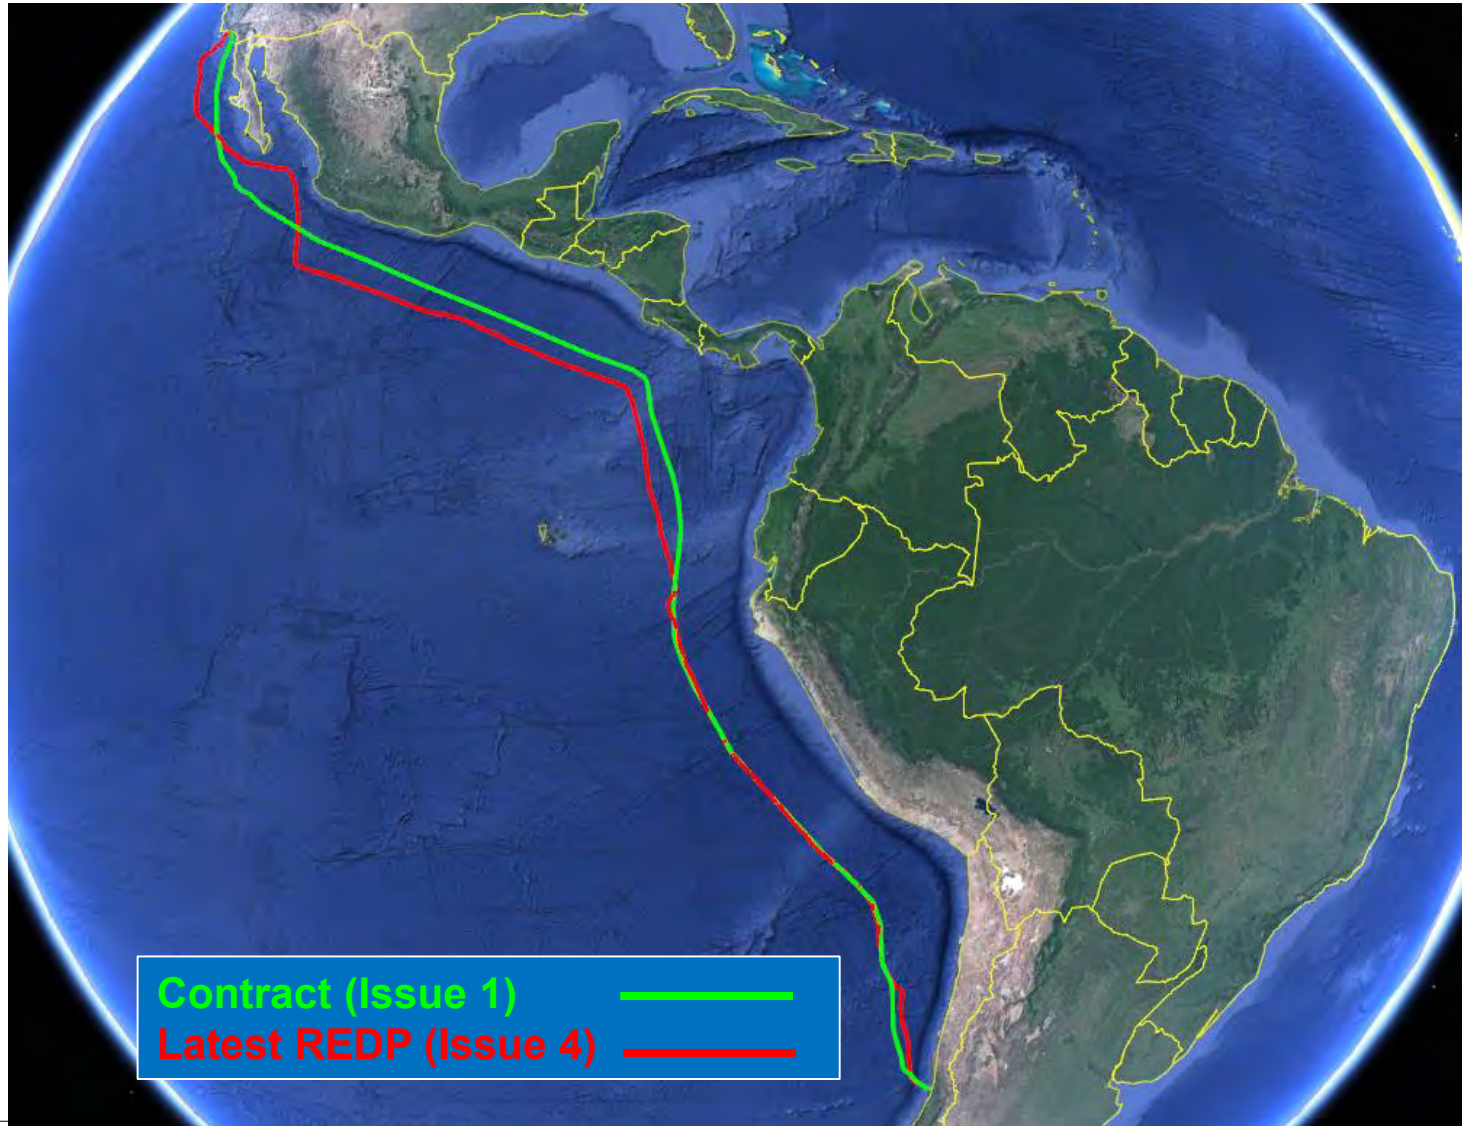 Contract (Issue 1)
Latest REDP (Issue 4)